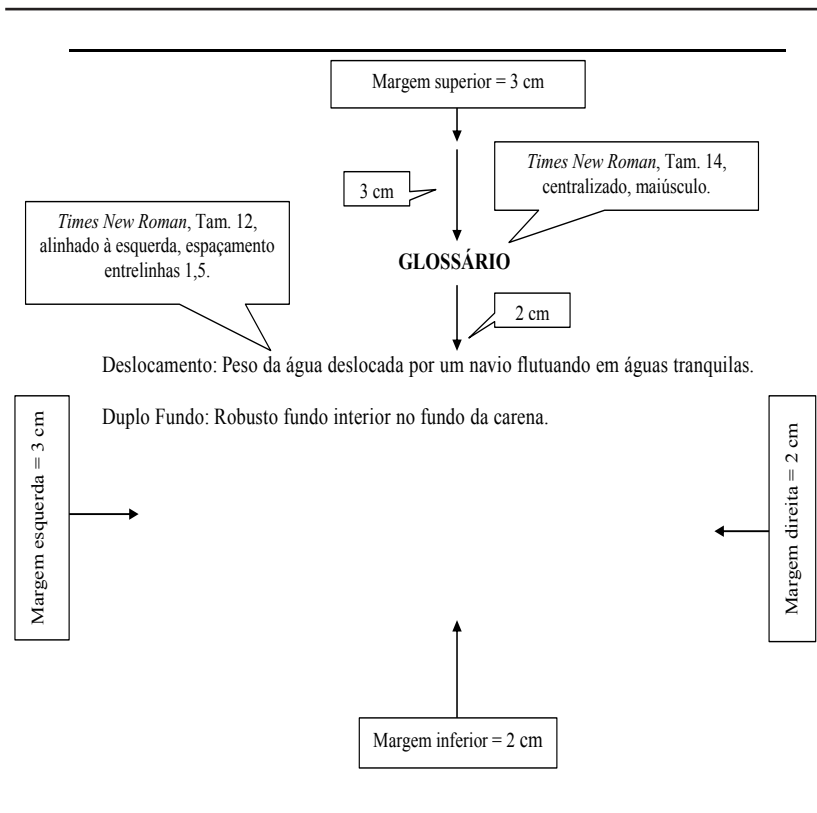 Margem superior = 3 cm
Times New Roman, Tam. 14,
centralizado, maiúsculo.
3 cm
Times New Roman, Tam. 12,
alinhado à esquerda, espaçamento
entrelinhas 1,5.
GLOSSÁRIO
2 cm
Deslocamento: Peso da água deslocada por um navio flutuando em águas tranquilas.
Duplo Fundo: Robusto fundo interior no fundo da carena.
Margem esquerda = 3 cm
Margem direita = 2 cm
Margem inferior = 2 cm